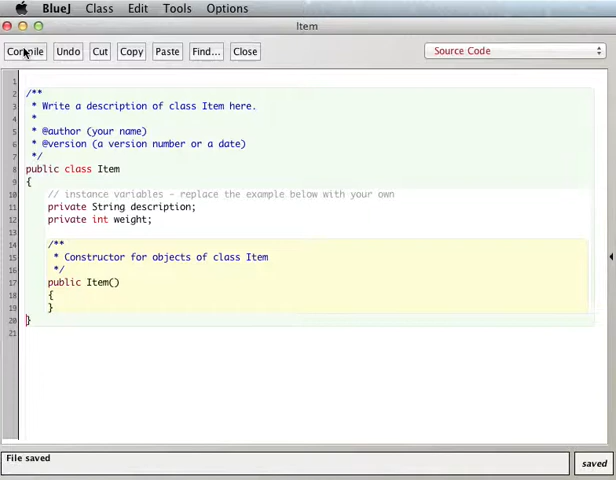 BlueJ Class Edit Tools Options
Item
Compile Undo Cut Copy Paste Find... Close Source Code
1
2 /**
3 * Write a description of class Item here.
4 *
5 * @author (your name)
6 * @version (a version number or a date)
7 */
8 public class Item
9 {
10 // instance variables - replace the example below with your own
11 private String description;
12 private int weight;
13
14 /**
15 * Constructor for objects of class Item
16 */
17 public Item()
18 {
19 }
20 }
21
File saved
saved